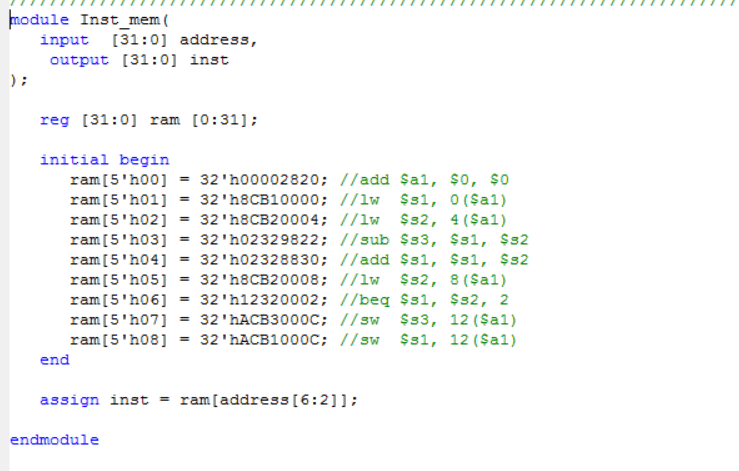 ////////////////////////////////////////////////////////////////////////
module Inst_mem(
input [31:0] address,
output [31:0] inst
);
reg [31:0] ram [0:31];
initial begin
ram[5'h00] = 32'h00002820; //add $a1, $0, $0
ram[5'h01] = 32'h8CB10000; //lw $s1, 0($a1)
ram[5'h02] = 32'h8CB20004; //lw $s2, 4($a1)
ram[5'h03] = 32'h02329822; //sub $s3, $s1, $s2
ram[5'h04] = 32'h02328830; //add $s1, $s1, $s2
ram[5'h05] = 32'h8CB20008; //lw $s2, 8($a1)
ram[5'h06] = 32'h12320002; //beq $s1, $s2, 2
ram[5'h07] = 32'hACB3000C; //sw $s3, 12($a1)
ram[5'h08] = 32'hACB1000C; //sw $s1, 12($a1)
end
assign inst = ram[address[6:2]];
endmodule